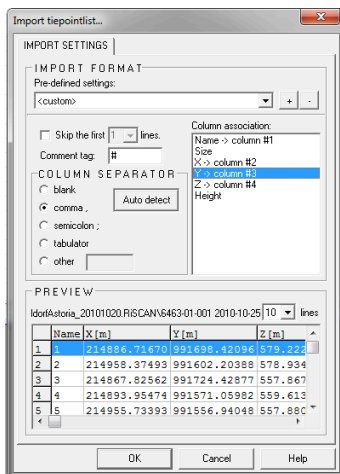 Import tiepointlist...
IMPORT SETTINGS
IMPORT FORMAT
Pre-defined settings:
<custom>
+ -
Skip the first 1 lines.
Comment tag: #
COLUMN SEPARATOR
blank
comma ,
semicolon ;
tabulator
other
Auto detect
Column association:
Name -> column #1
Size
X -> column #2
Y -> column #3
Z -> column #4
Height
PREVIEW
ldorlAstoria_20101020.RiSCAN\6463-01-001 2010-10-25 10 lines
Name X[m] Y[m] Z[m]
1 1 214886.71670 991698.42096 579.222
2 2 214958.37493 991602.20388 578.934
3 3 214867.82562 991724.42877 557.867
4 4 214893.95474 991571.05982 559.613
5 5 214955.73393 991556.94048 557.880
OK Cancel Help